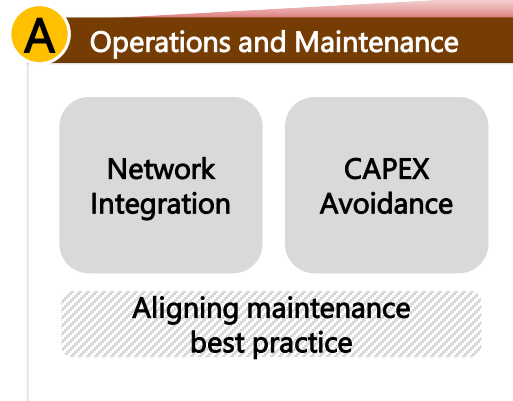 A
Operations and Maintenance
Network
Integration
CAPEX
Avoidance
Aligning maintenance
best practice